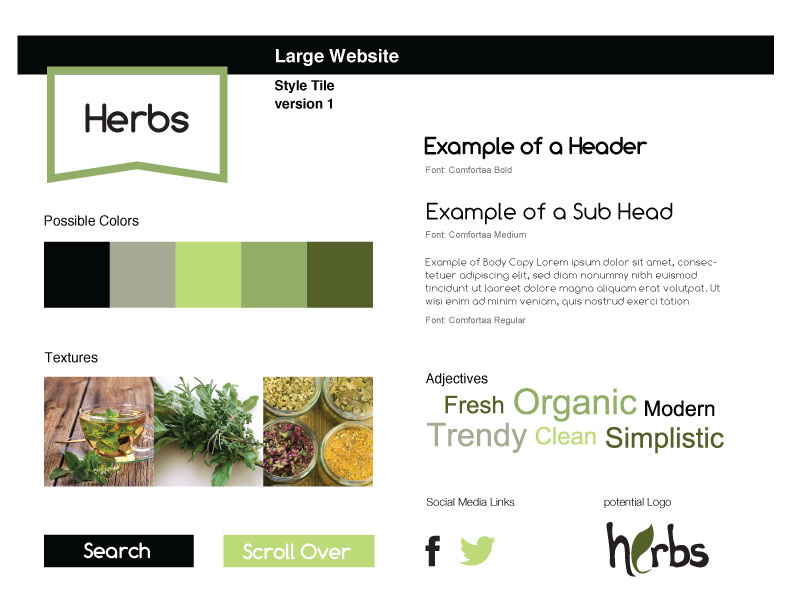 Large Website
Style Tile
version 1
Herbs
Example of a Header
Font: Comfortaa Bold
Possible Colors
Example of a Sub Head
Font: Comfortaa Medium
Example of Body Copy Lorem ipsum dolor sit amet, consec-
tetuer adipiscing elit, sed diam nonummy nibh euismod
tincidunt ut laoreet dolore magna aliquam erat volutpat. Ut
wisi enim ad minim veniam, quis nostrud exerci tation
Font: Comfortaa Regular
Textures
Adjectives
Fresh Organic Modern
Trendy Clean Simplistic
Social Media Links
potential Logo
Search
Scroll Over
f
herbs